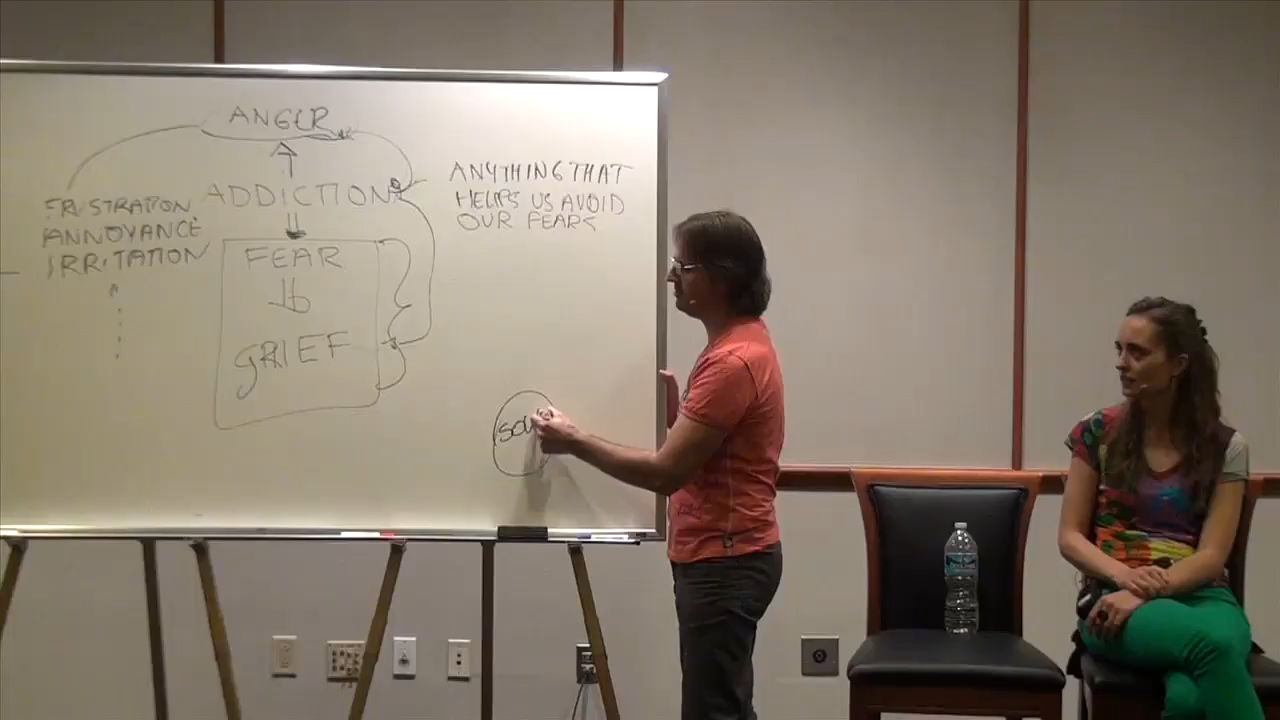 ANGER
ADDICTION
FRUSTRATION
ANNOYANCE
IRRITATION
FEAR
GRIEF
ANYTHING THAT
HELPS US AVOID
OUR FEARS